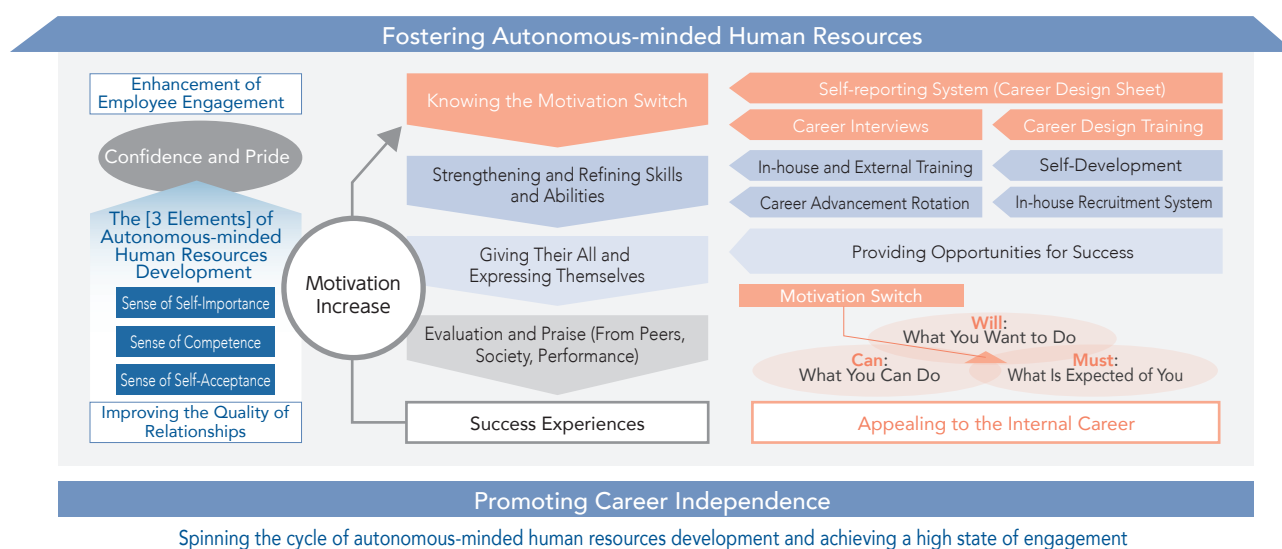 Fostering Autonomous-minded Human Resources
Enhancement of
Employee Engagement
Confidence and Pride
The [3 Elements] of
Autonomous-minded
Human Resources
Development
Sense of Self-Importance
Sense of Competence
Sense of Self-Acceptance
Improving the Quality of
Relationships
Motivation
Increase
Knowing the Motivation Switch
Strengthening and Refining Skills
and Abilities
Giving Their All and
Expressing Themselves
Evaluation and Praise (From Peers,
Society, Performance)
Success Experiences
Self-reporting System (Career Design Sheet)
Career Interviews
Career Design Training
In-house and External Training
Self-Development
Career Advancement Rotation
In-house Recruitment System
Providing Opportunities for Success
Motivation Switch
Will:
What You Want to Do
Can:
What You Can Do
Must:
What Is Expected of You
Appealing to the Internal Career
Promoting Career Independence
Spinning the cycle of autonomous-minded human resources development and achieving a high state of engagement